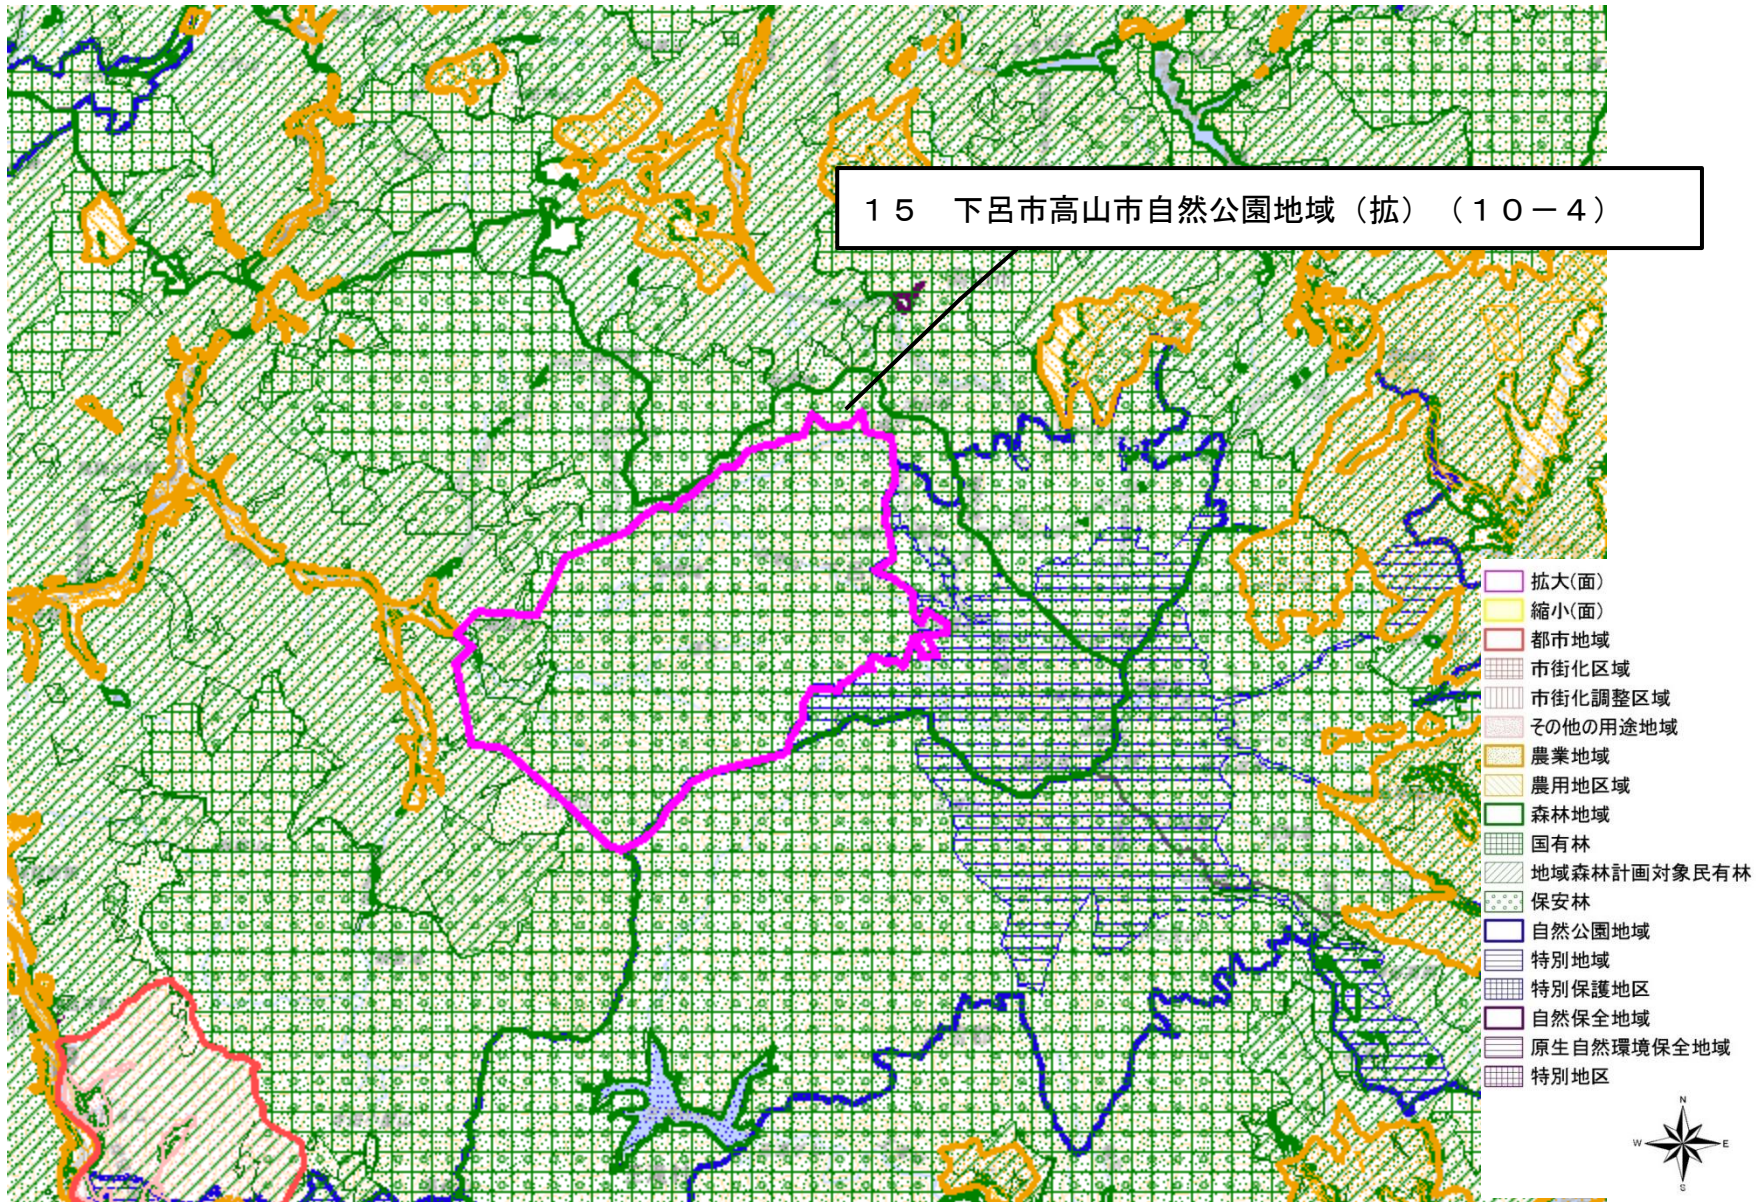 １５　下呂市高山市自然公園地域（拡）（１０－４）
拡大(面)
縮小(面)
都市地域
市街化区域
市街化調整区域
その他の用途地域
農業地域
農用地区域
森林地域
国有林
地域森林計画対象民有林
保安林
自然公園地域
特別地域
特別保護地区
自然保全地域
原生自然環境保全地域
特別地区
N
W E
S